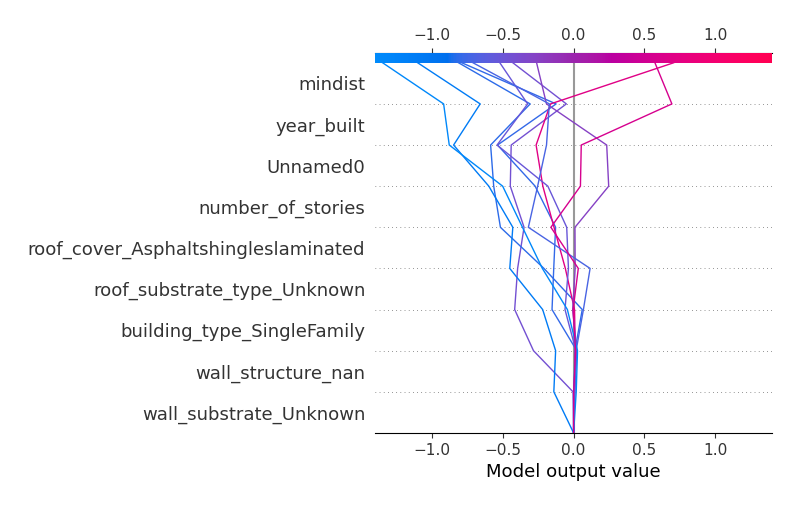 −1.0 −0.5 0.0 0.5 1.0
mindist
year_built
Unnamed0
number_of_stories
roof_cover_Asphaltshingleslaminated
roof_substrate_type_Unknown
building_type_SingleFamily
wall_structure_nan
wall_substrate_Unknown
−1.0 −0.5 0.0 0.5 1.0
Model output value